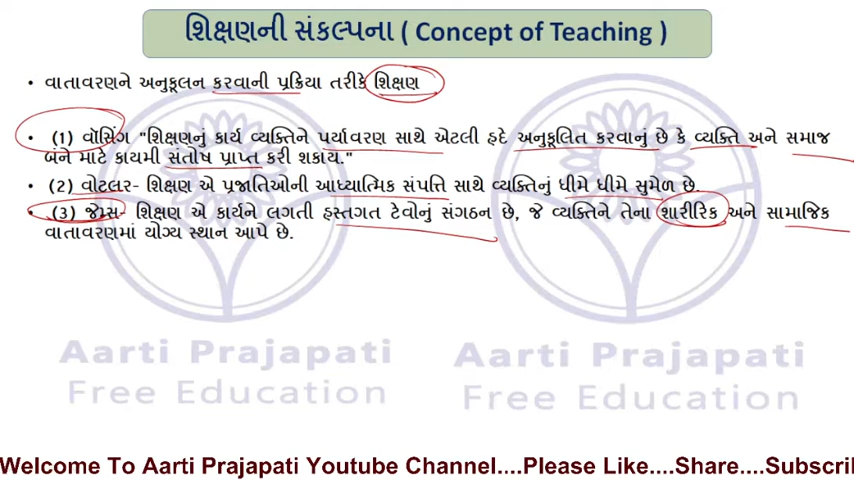 શિક્ષણની સંકલ્પના ( Concept of Teaching )
• વાતાવરણને અનુકૂલન કરવાની પ્રક્રિયા તરીકે શિક્ષણ
• (1) વૉસિંગ "શિક્ષણનું કાર્ય વ્યક્તિને પર્યાવરણ સાથે એટલી હદે અનુકૂલિત કરવાનું છે કે વ્યક્તિ અને સમાજ
બંને માટે કાયમી સંતોષ પ્રાપ્ત કરી શકાય."
• (2) વોટલર- શિક્ષણ એ પ્રજાતિઓની આધ્યાત્મિક સંપત્તિ સાથે વ્યક્તિનું ધીમે ધીમે સુમેળ છે.
• (3) જેમ્સ- શિક્ષણ એ કાર્યને લગતી હસ્તગત ટેવોનું સંગઠન છે, જે વ્યક્તિને તેના શારીરિક અને સામાજિક
વાતાવરણમાં યોગ્ય સ્થાન આપે છે.
Aarti Prajapati Aarti Prajapati
Free Education Free Education
Welcome To Aarti Prajapati Youtube Channel....Please Like....Share....Subscri